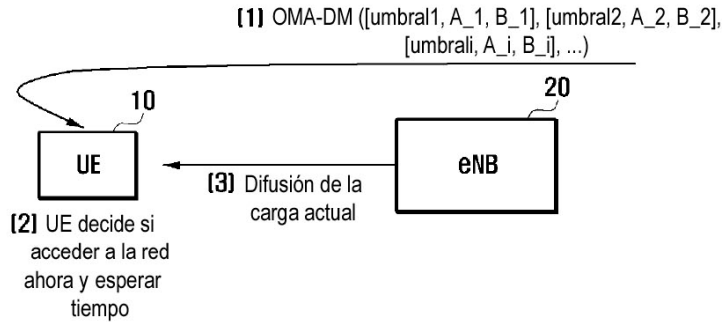 (1) OMA-DM ([umbral1, A_1, B_1], [umbral2, A_2, B_2],
[umbrali, A_i, B_i], ...)
10
20
UE
eNB
(3) Difusión de la
carga actual
(2) UE decide si
acceder a la red
ahora y esperar
tiempo